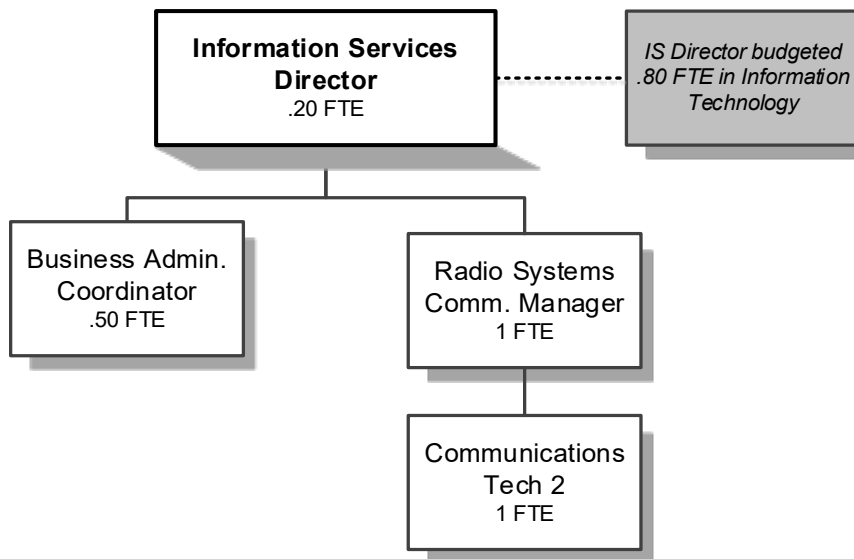 Information Services
Director
.20 FTE
IS Director budgeted
.80 FTE in Information
Technology
Business Admin.
Coordinator
.50 FTE
Radio Systems
Comm. Manager
1 FTE
Communications
Tech 2
1 FTE